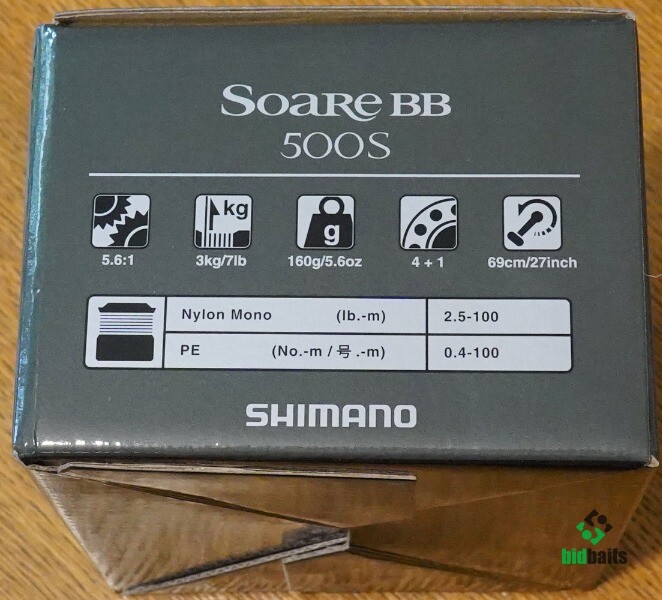 Soare BB
500S
kg
g
5.6:1 3kg/7lb 160g/5.6oz 4 + 1 69cm/27inch
Nylon Mono (lb.-m) 2.5-100
PE (No.-m / 号.-m) 0.4-100
SHIMANO
bidbaits